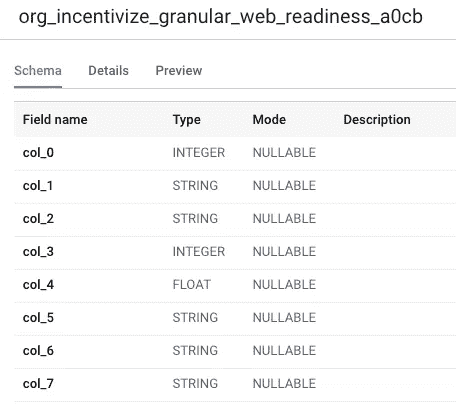 org_incentivize_granular_web_readiness_a0cb
Schema Details Preview
Field name Type Mode Description
col_0 INTEGER NULLABLE
col_1 STRING NULLABLE
col_2 STRING NULLABLE
col_3 INTEGER NULLABLE
col_4 FLOAT NULLABLE
col_5 STRING NULLABLE
col_6 STRING NULLABLE
col_7 STRING NULLABLE